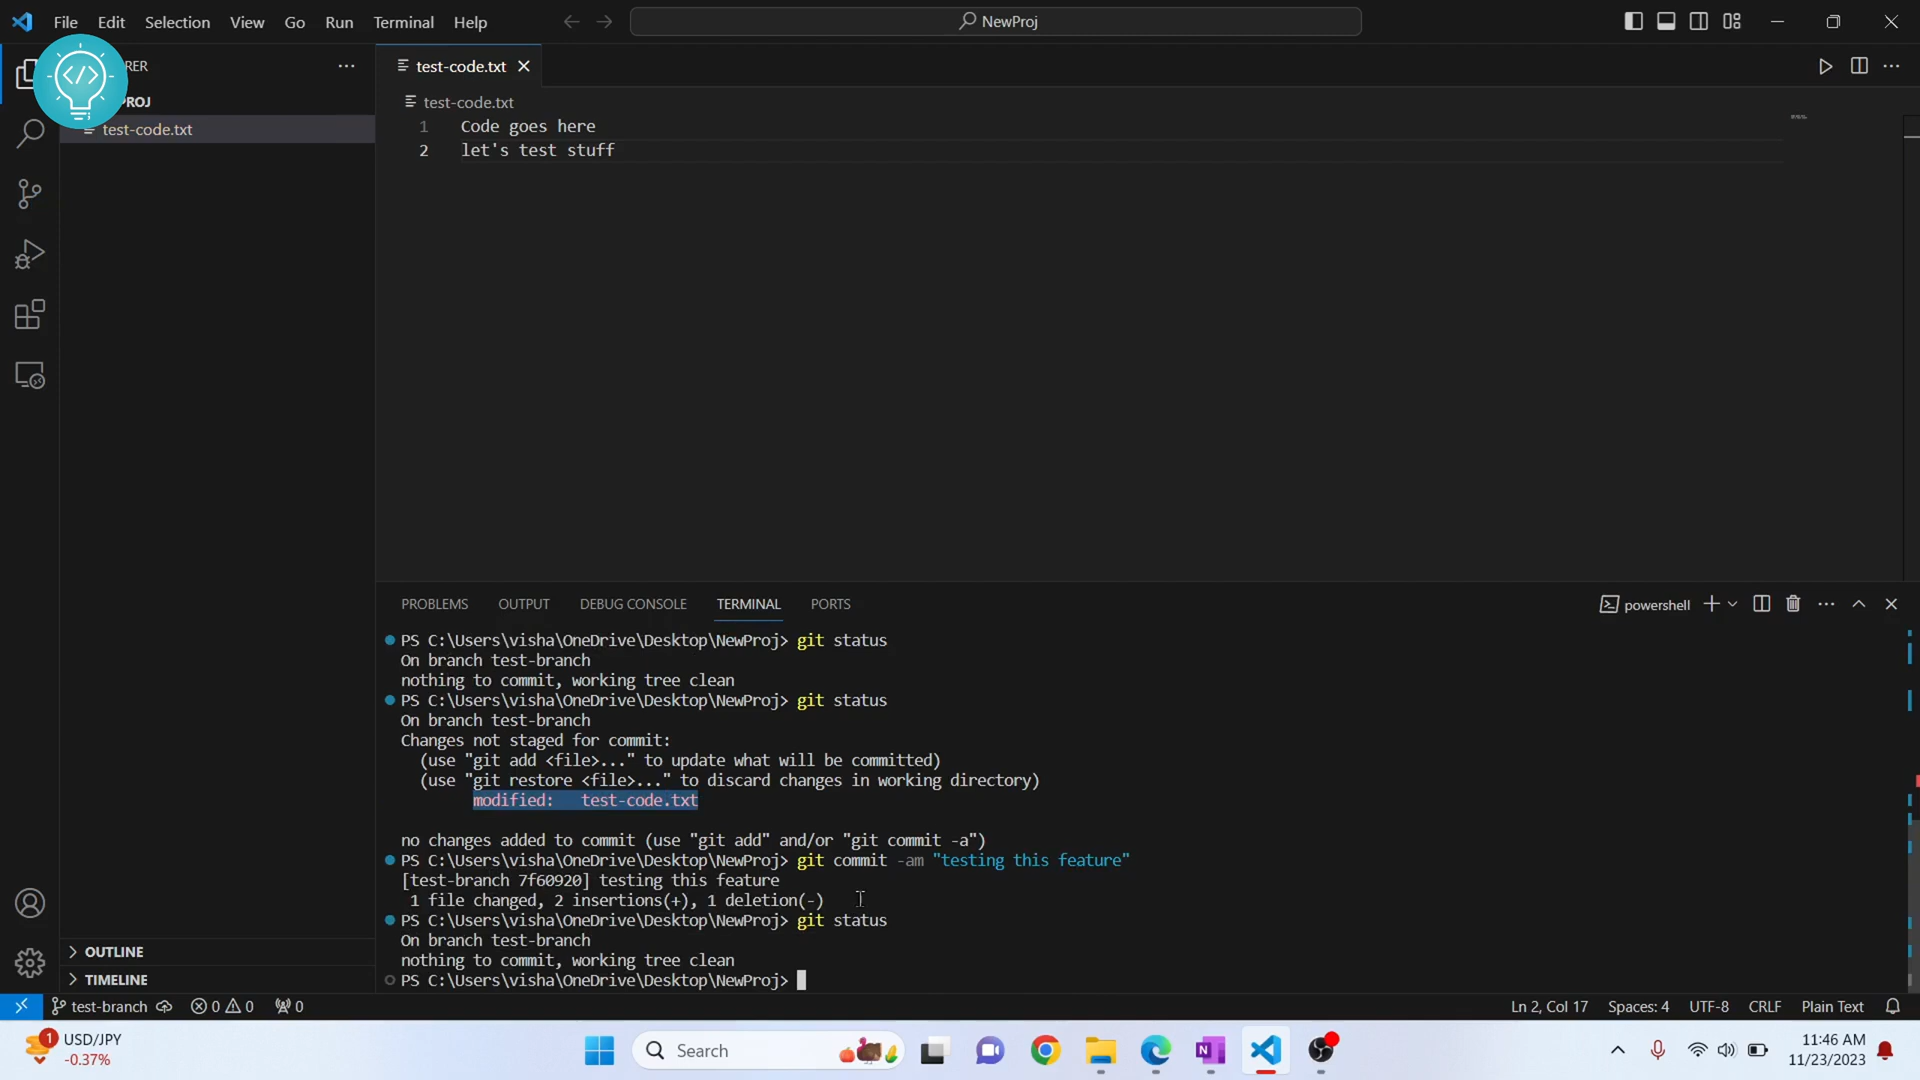 File Edit Selection View Go Run Terminal Help
NewProj
RER
test-code.txt
PROJ
test-code.txt
test-code.txt
1 Code goes here
2 let's test stuff
PROBLEMS OUTPUT DEBUG CONSOLE TERMINAL PORTS
powershell
PS C:\Users\visha\OneDrive\Desktop\NewProj> git status
On branch test-branch
nothing to commit, working tree clean
PS C:\Users\visha\OneDrive\Desktop\NewProj> git status
On branch test-branch
Changes not staged for commit:
(use "git add <file>..." to update what will be committed)
(use "git restore <file>..." to discard changes in working directory)
modified: test-code.txt
no changes added to commit (use "git add" and/or "git commit -a")
PS C:\Users\visha\OneDrive\Desktop\NewProj> git commit -am "testing this feature"
[test-branch 7f60920] testing this feature
1 file changed, 2 insertions(+), 1 deletion(-)
PS C:\Users\visha\OneDrive\Desktop\NewProj> git status
On branch test-branch
nothing to commit, working tree clean
PS C:\Users\visha\OneDrive\Desktop\NewProj>
OUTLINE
TIMELINE
test-branch 0 0 0
Ln 2, Col 17 Spaces: 4 UTF-8 CRLF Plain Text
1
USD/JPY
-0.37%
Search
11:46 AM
11/23/2023